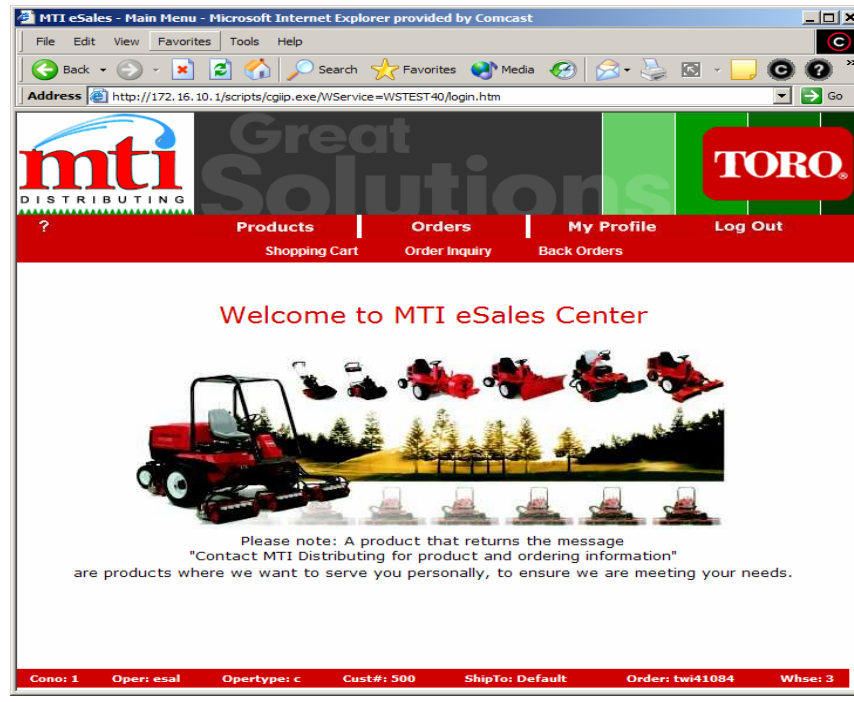 MTI eSales - Main Menu - Microsoft Internet Explorer provided by Comcast
File Edit View Favorites Tools Help
Back Search Favorites Media
Address http://172.16.10.1/scripts/cgiip.exe/WService=WSTEST40/login.htm Go
mti
DISTRIBUTING
Great
Solutions
TORO®
? Products Orders My Profile Log Out
Shopping Cart Order Inquiry Back Orders
Welcome to MTI eSales Center
Please note: A product that returns the message
"Contact MTI Distributing for product and ordering information"
are products where we want to serve you personally, to ensure we are meeting your needs.
Cono: 1 Oper: esal Opertype: c Cust#: 500 ShipTo: Default Order: twi41084 Whse: 3